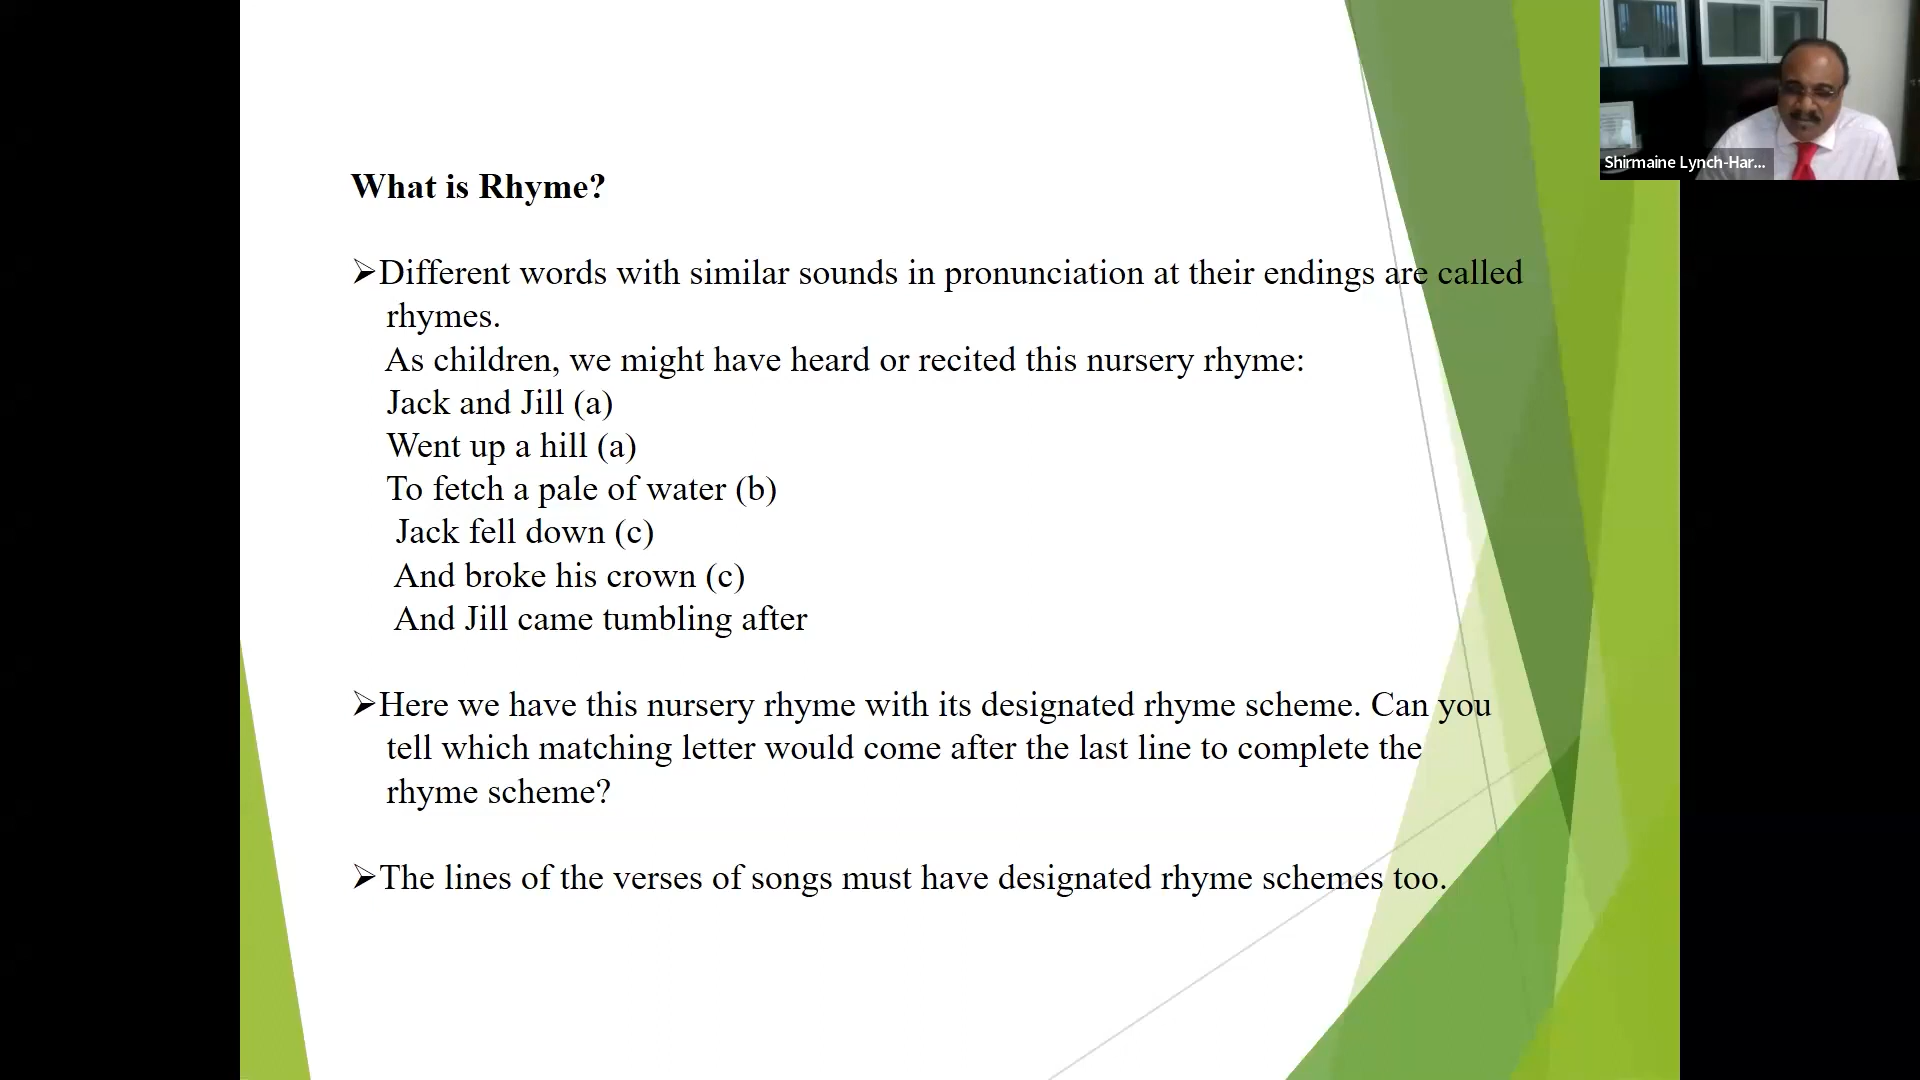 What is Rhyme?
➢Different words with similar sounds in pronunciation at their endings are called
rhymes.
As children, we might have heard or recited this nursery rhyme:
Jack and Jill (a)
Went up a hill (a)
To fetch a pale of water (b)
Jack fell down (c)
And broke his crown (c)
And Jill came tumbling after
➢Here we have this nursery rhyme with its designated rhyme scheme. Can you
tell which matching letter would come after the last line to complete the
rhyme scheme?
➢The lines of the verses of songs must have designated rhyme schemes too.
Shirmaine Lynch-Har...